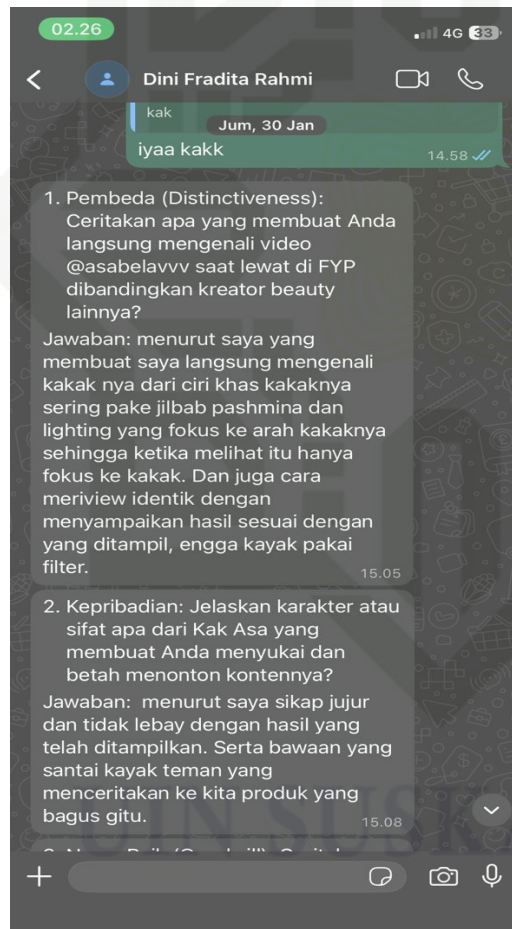 02.26
4G 33
Dini Fradita Rahmi
kak
Jum, 30 Jan
iyaa kakk
14.58
1. Pembeda (Distinctiveness):
Ceritakan apa yang membuat Anda
langsung mengenali video
@asabelavvv saat lewat di FYP
dibandingkan kreator beauty
lainnya?
Jawaban: menurut saya yang
membuat saya langsung mengenali
kakak nya dari ciri khas kakaknya
sering pake jilbab pashmina dan
lighting yang fokus ke arah kakaknya
sehingga ketika melihat itu hanya
fokus ke kakak. Dan juga cara
meriview identik dengan
menyampaikan hasil sesuai dengan
yang ditampil, engga kayak pakai
filter.
15.05
2. Kepribadian: Jelaskan karakter atau
sifat apa dari Kak Asa yang
membuat Anda menyukai dan
betah menonton kontennya?
Jawaban: menurut saya sikap jujur
dan tidak lebay dengan hasil yang
telah ditampilkan. Serta bawaan yang
santai kayak teman yang
menceritakan ke kita produk yang
bagus gitu.
15.08
UIN SUSKA